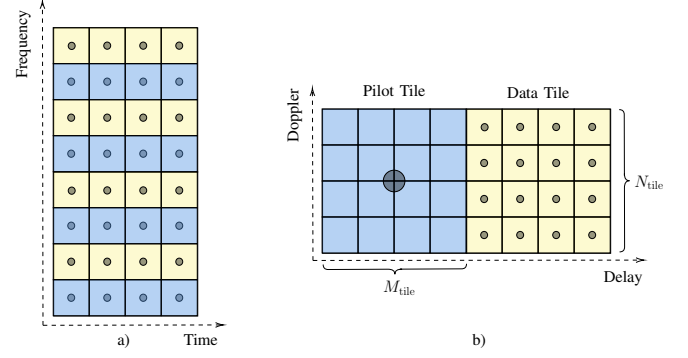 Frequency
Time
a)
Pilot Tile
Data Tile
Doppler
N_tile
Delay
M_tile
b)